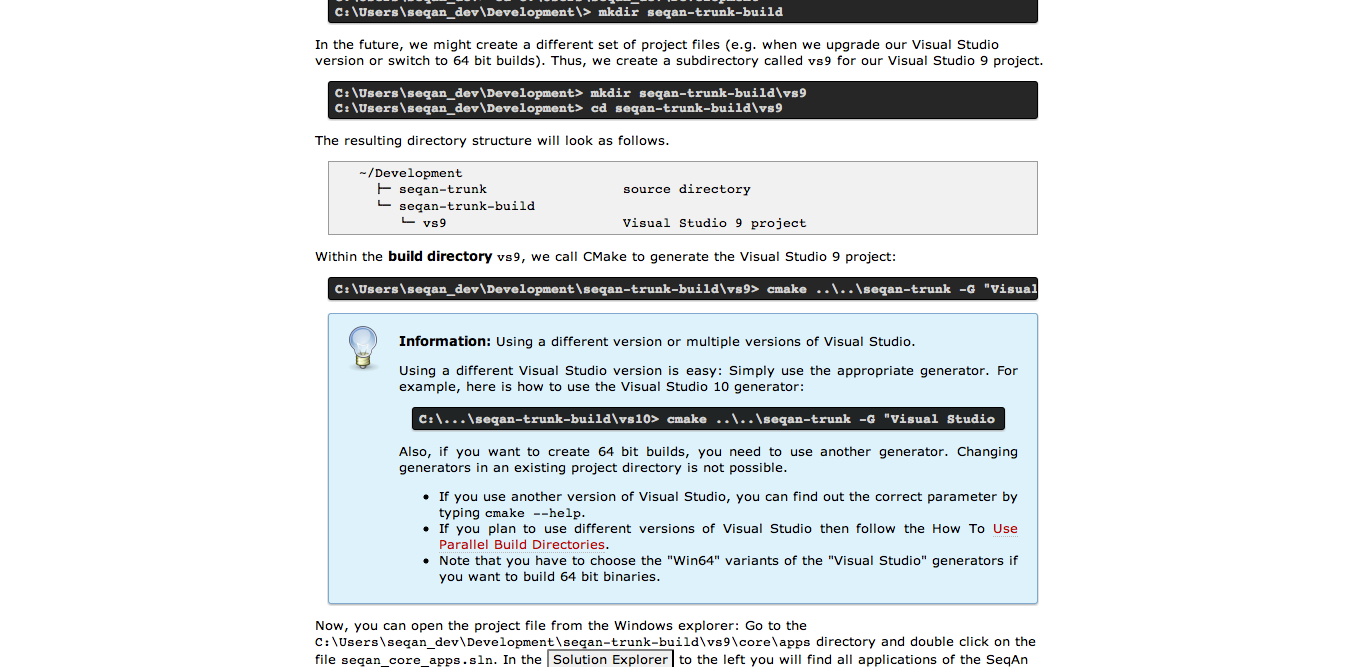 C:\Users\seqan_dev\Development\> mkdir seqan-trunk-build
In the future, we might create a different set of project files (e.g. when we upgrade our Visual Studio
version or switch to 64 bit builds). Thus, we create a subdirectory called vs9 for our Visual Studio 9 project.
C:\Users\seqan_dev\Development> mkdir seqan-trunk-build\vs9
C:\Users\seqan_dev\Development> cd seqan-trunk-build\vs9
The resulting directory structure will look as follows.
~/Development
├─ seqan-trunk source directory
└─ seqan-trunk-build
└─ vs9 Visual Studio 9 project
Within the build directory vs9, we call CMake to generate the Visual Studio 9 project:
C:\Users\seqan_dev\Development\seqan-trunk-build\vs9> cmake ..\..\seqan-trunk -G "Visual
Information: Using a different version or multiple versions of Visual Studio.
Using a different Visual Studio version is easy: Simply use the appropriate generator. For
example, here is how to use the Visual Studio 10 generator:
C:\...\seqan-trunk-build\vs10> cmake ..\..\seqan-trunk -G "Visual Studio
Also, if you want to create 64 bit builds, you need to use another generator. Changing
generators in an existing project directory is not possible.
• If you use another version of Visual Studio, you can find out the correct parameter by
typing cmake --help.
• If you plan to use different versions of Visual Studio then follow the How To Use
Parallel Build Directories.
• Note that you have to choose the "Win64" variants of the "Visual Studio" generators if
you want to build 64 bit binaries.
Now, you can open the project file from the Windows explorer: Go to the
C:\Users\seqan_dev\Development\seqan-trunk-build\vs9\core\apps directory and double click on the
file seqan_core_apps.sln. In the Solution Explorer to the left you will find all applications of the SeqAn